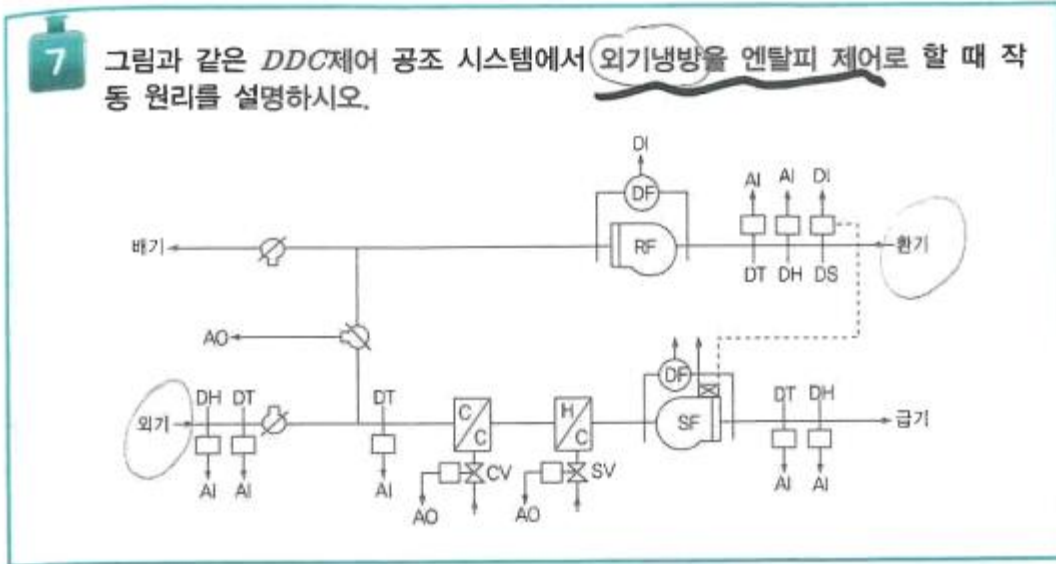 7
그림과 같은 DDC제어 공조 시스템에서 외기냉방을 엔탈피 제어로 할 때 작
동 원리를 설명하시오.
DI
DF
AI AI DI
배기
RF
환기
DT DH DS
AO
DF
DH DT
DT
C/C
H/C
DT DH
외기
SF
급기
CV
SV
AI AI
AI
AO
AO
AI AI